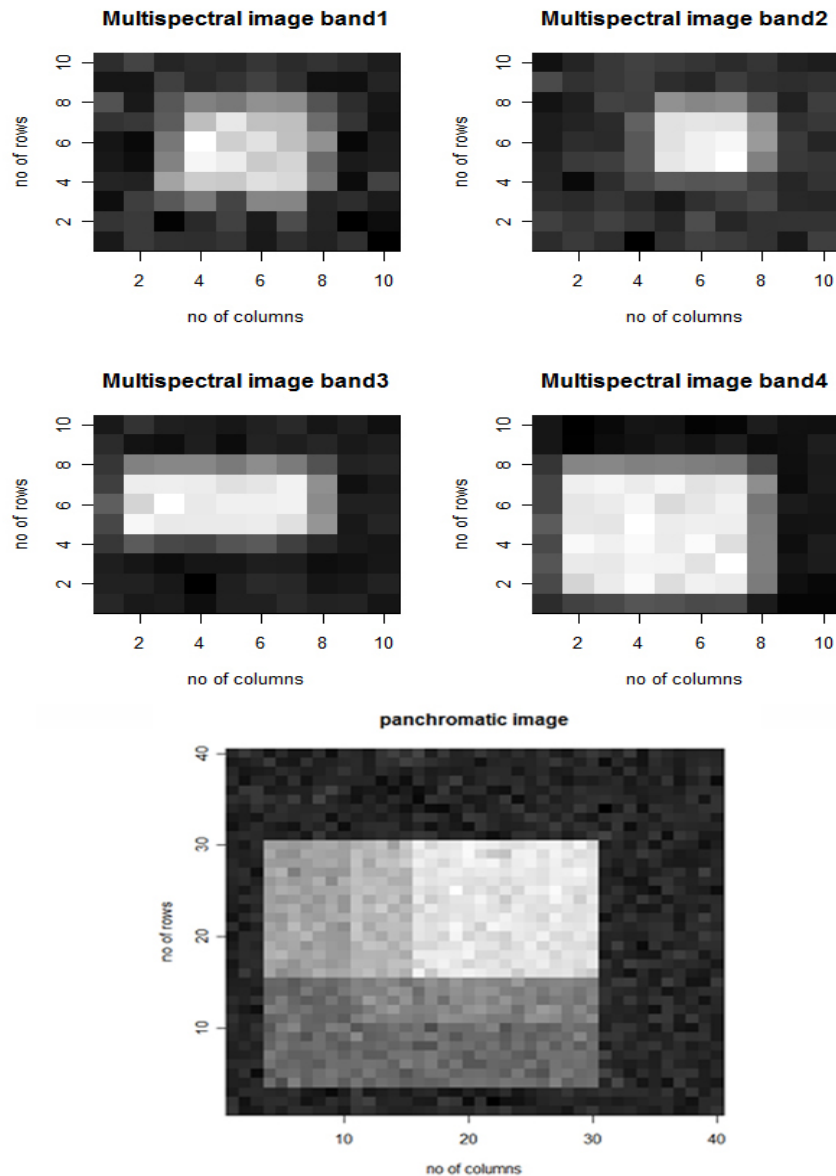 Multispectral image band1
Multispectral image band2
no of rows
2 4 6 8 10
2 4 6 8 10
no of columns
no of rows
2 4 6 8 10
2 4 6 8 10
no of columns
Multispectral image band3
Multispectral image band4
no of rows
2 4 6 8 10
2 4 6 8 10
no of columns
no of rows
2 4 6 8 10
2 4 6 8 10
no of columns
panchromatic image
no of rows
10 20 30 40
10 20 30 40
no of columns